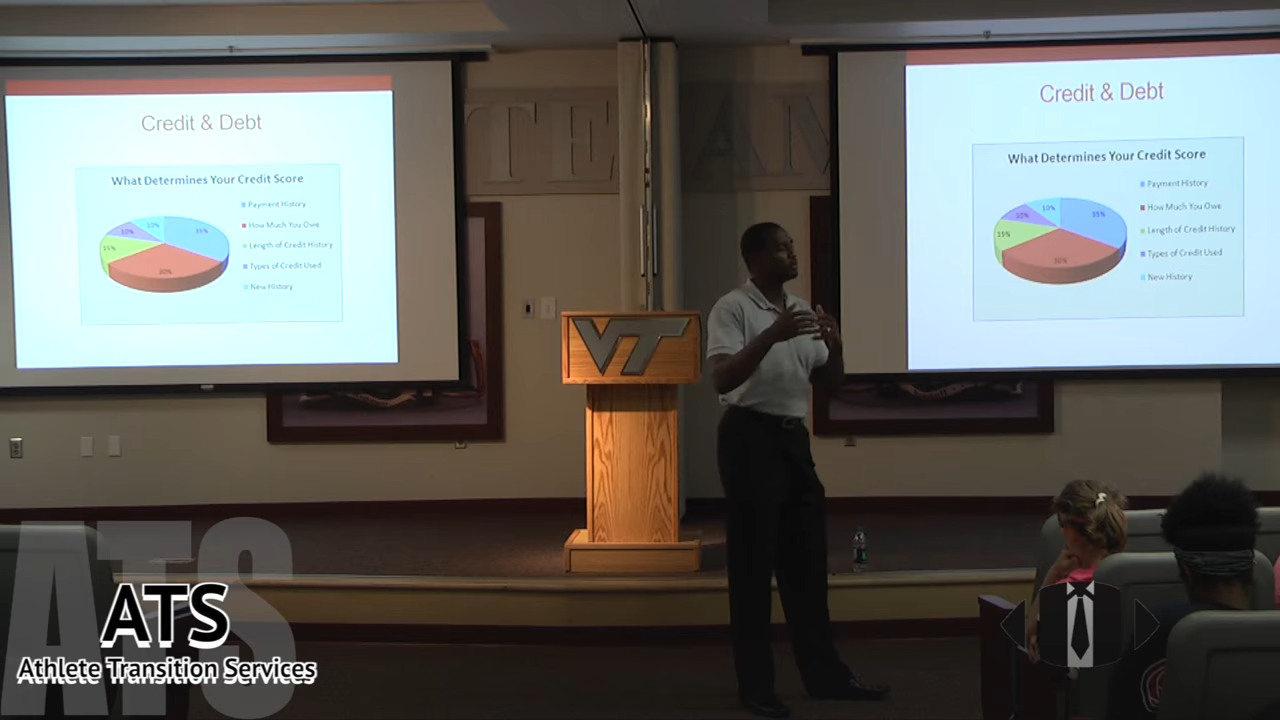 TEAM
Credit & Debt
What Determines Your Credit Score
Payment History
How Much You Owe
Length of Credit History
Types of Credit Used
New History
35%
30%
15%
10%
10%
Credit & Debt
What Determines Your Credit Score
Payment History
How Much You Owe
Length of Credit History
Types of Credit Used
New History
35%
30%
15%
10%
10%
VT
ATS
ATS
Athlete Transition Services